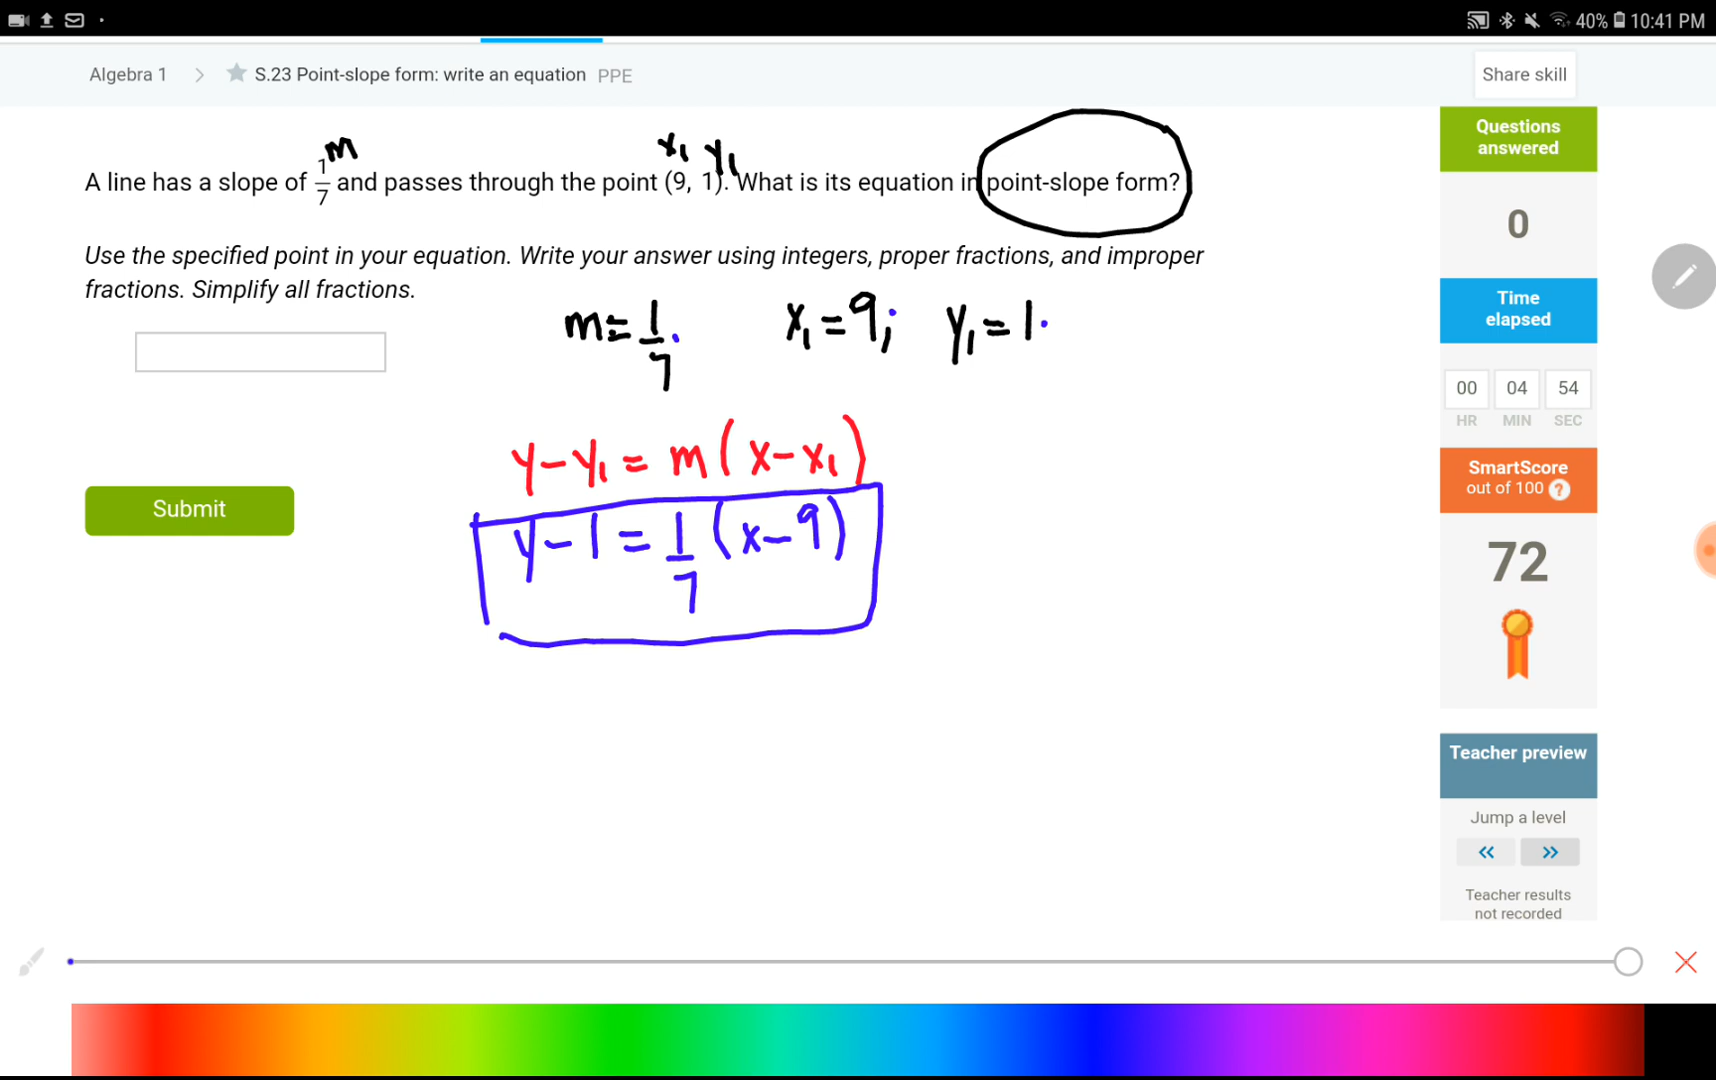 40% 10:41 PM
Algebra 1 > S.23 Point-slope form: write an equation PPE
Share skill
m x₁ y₁
A line has a slope of 1/7 and passes through the point (9, 1). What is its equation in point-slope form?
Use the specified point in your equation. Write your answer using integers, proper fractions, and improper
fractions. Simplify all fractions.
m = 1/7 x₁ = 9; y₁ = 1
y - y₁ = m(x - x₁)
y - 1 = 1/7 (x - 9)
Submit
Questions
answered
0
Time
elapsed
00 04 54
HR MIN SEC
SmartScore
out of 100 ?
72
Teacher preview
Jump a level
Teacher results
not recorded